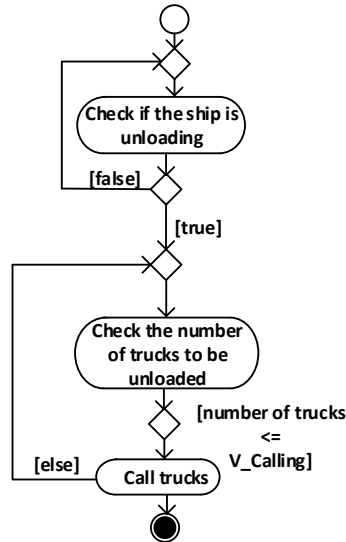 Check if the ship is
unloading
[false]
[true]
Check the number
of trucks to be
unloaded
[number of trucks
<=
V_Calling]
[else]
Call trucks